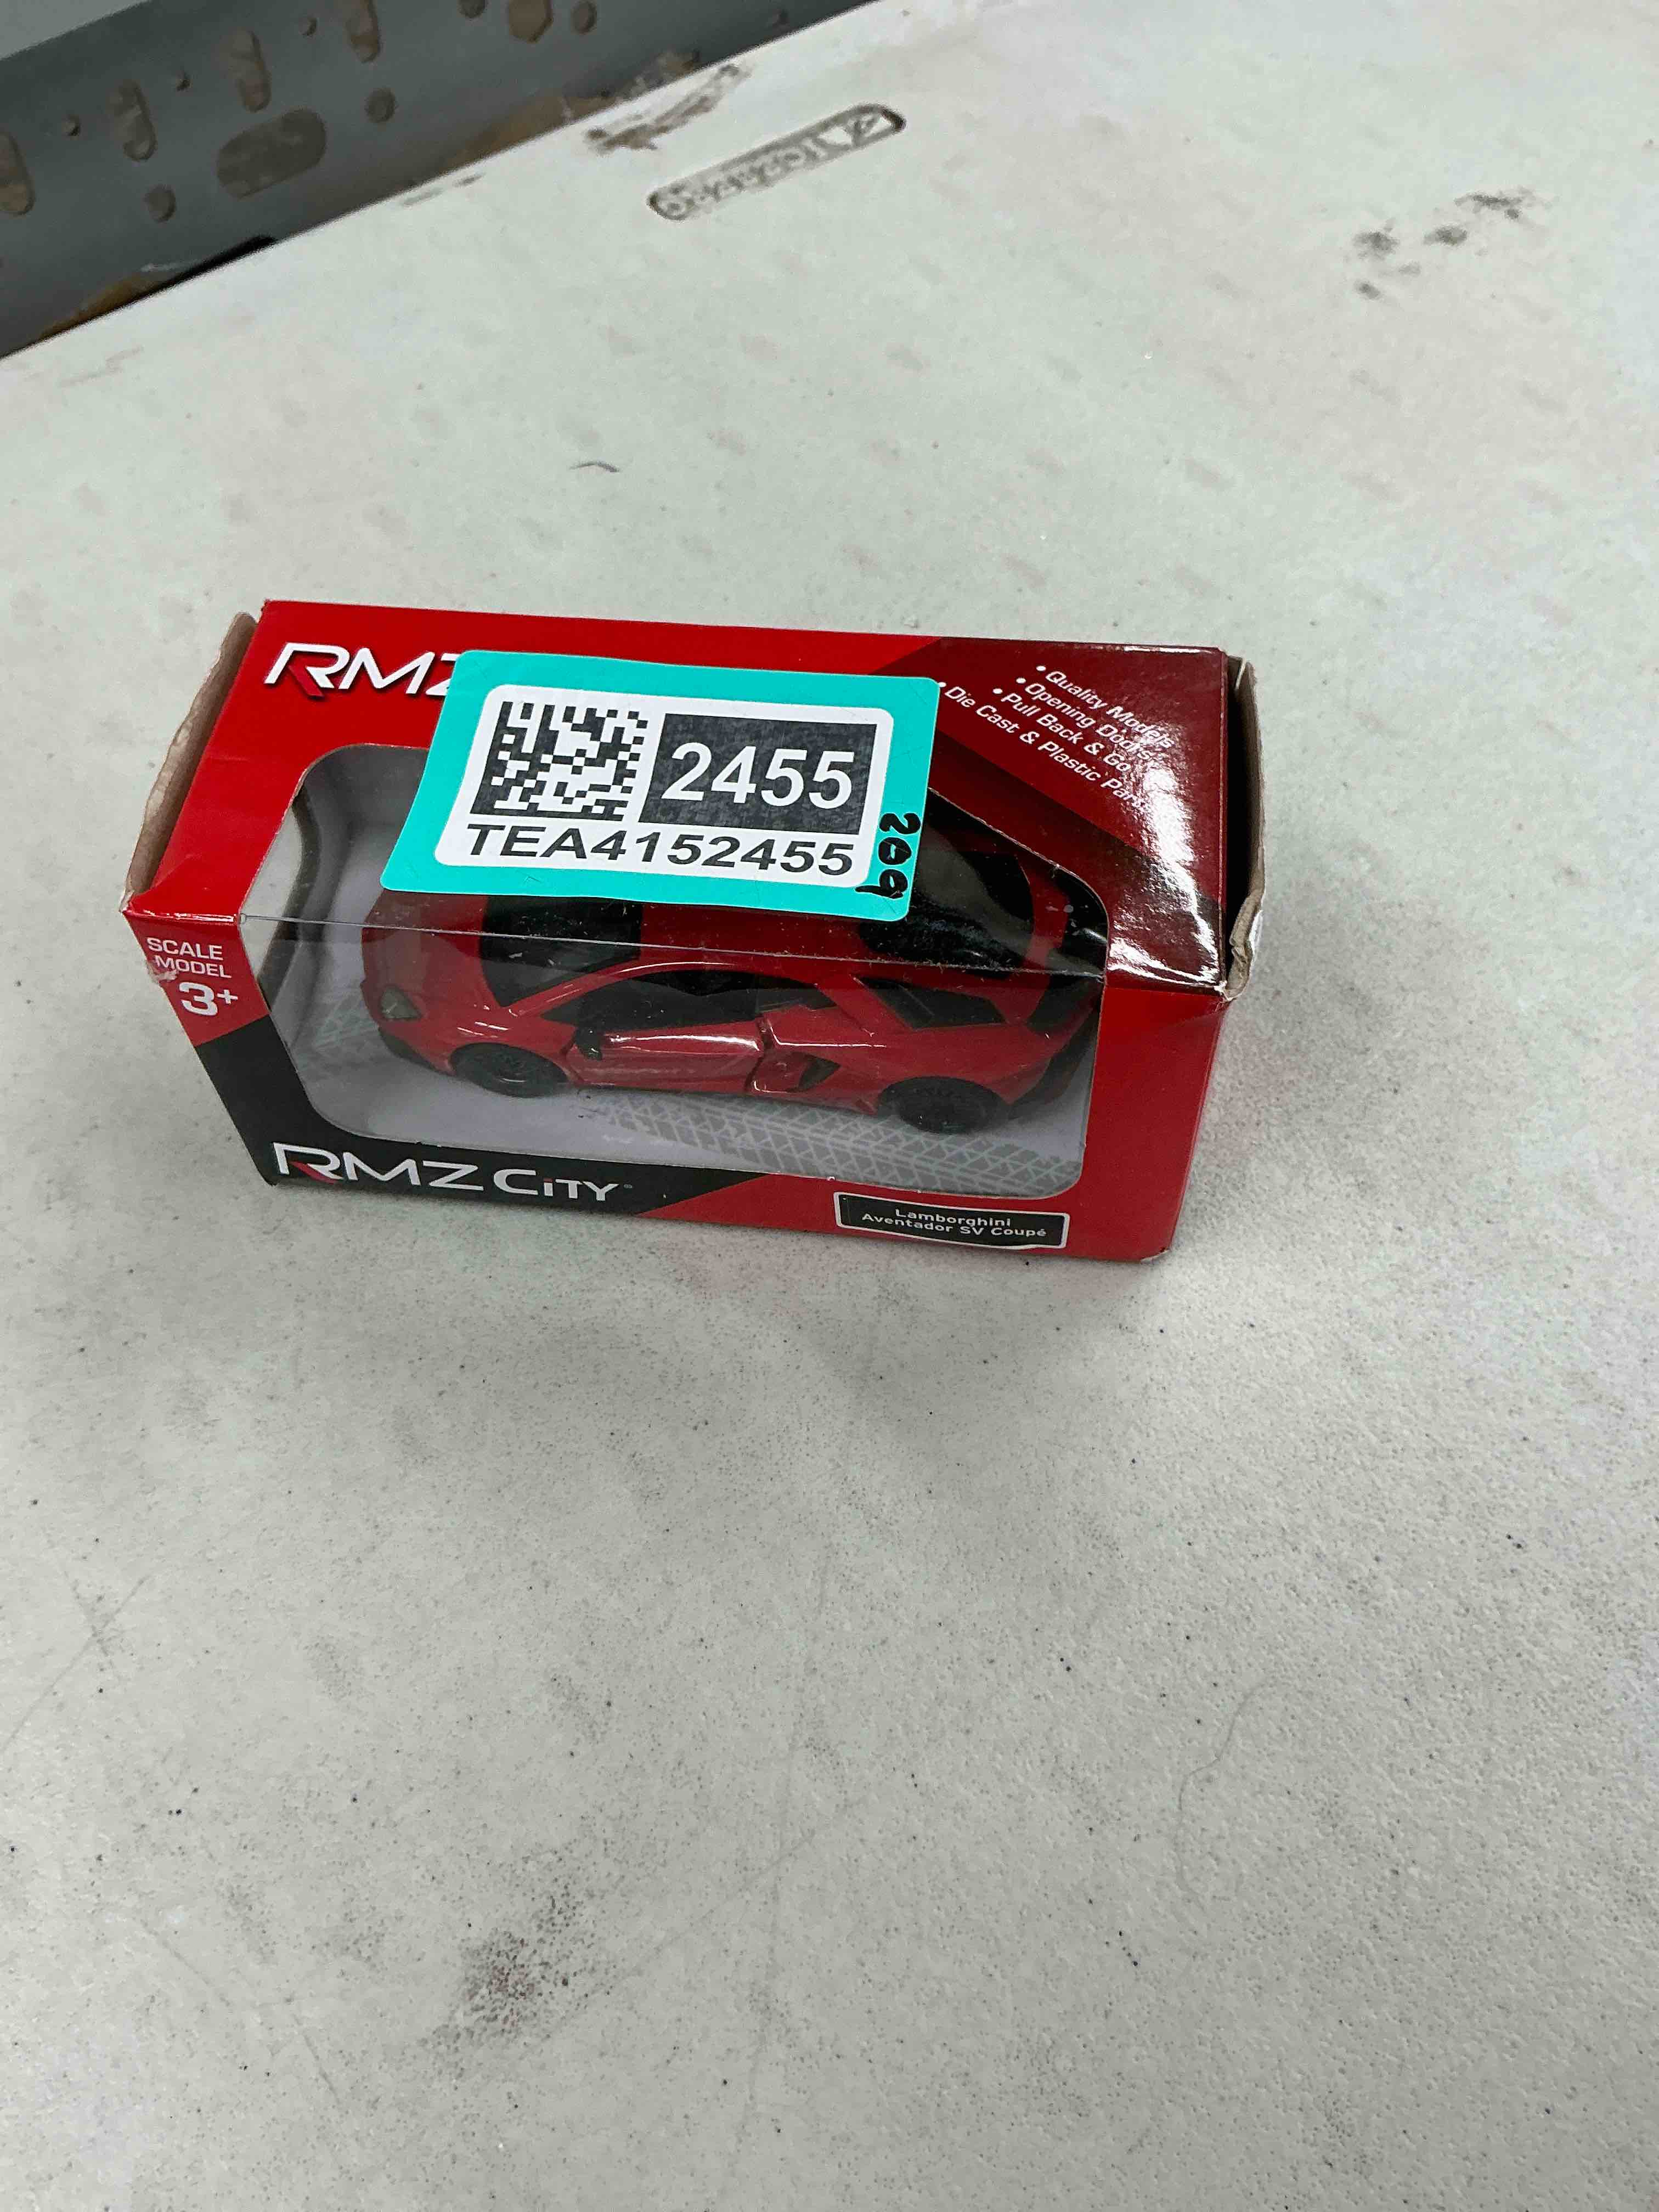 RMZ
2455
TEA4152455
209
• Quality Models
• Opening Doors
• Pull Back & Go
• Die Cast & Plastic Parts
SCALE
MODEL
3+
RMZ CiTY
Lamborghini
Aventador SV Coupé